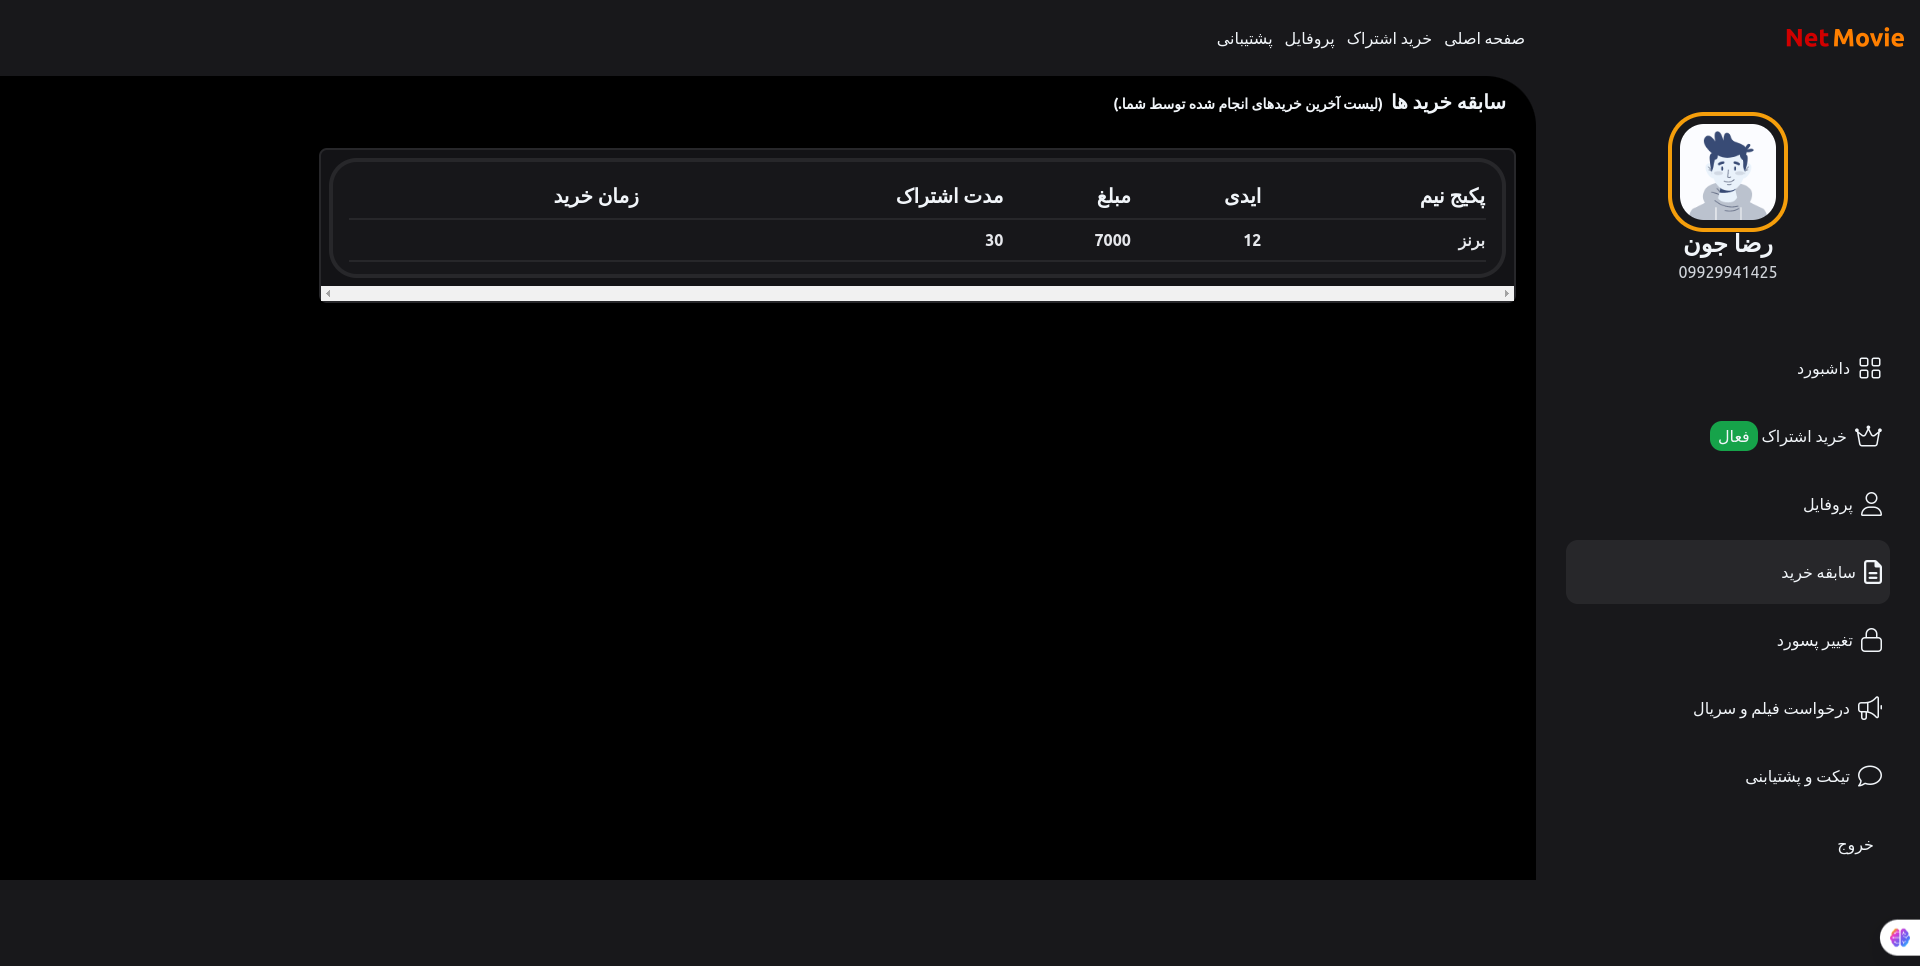 Net Movie
صفحه اصلی خرید اشتراک پروفایل پشتیبانی
رضا جون
09929941425
داشبورد
خرید اشتراک فعال
پروفایل
سابقه خرید
تغییر پسورد
درخواست فیلم و سریال
تیکت و پشتیابنی
خروج
سابقه خرید ها (لیست آخرین خریدهای انجام شده توسط شما.)
پکیج نیم ایدی مبلغ مدت اشتراک زمان خرید
برنز 12 7000 30